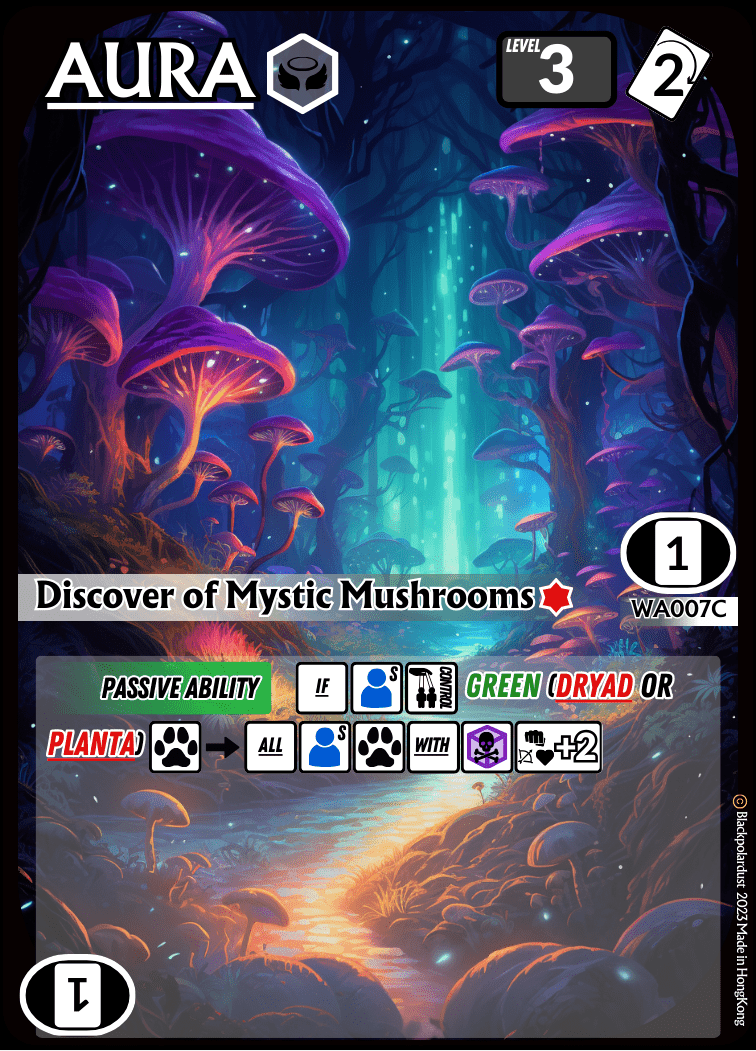 AURA
LEVEL 3
2
1
Discover of Mystic Mushrooms
WA007C
PASSIVE ABILITY IF S CONTROL GREEN (DRYAD OR
PLANTA) ALL S WITH +2
© Blackpolardust 2023 Made in HongKong
1